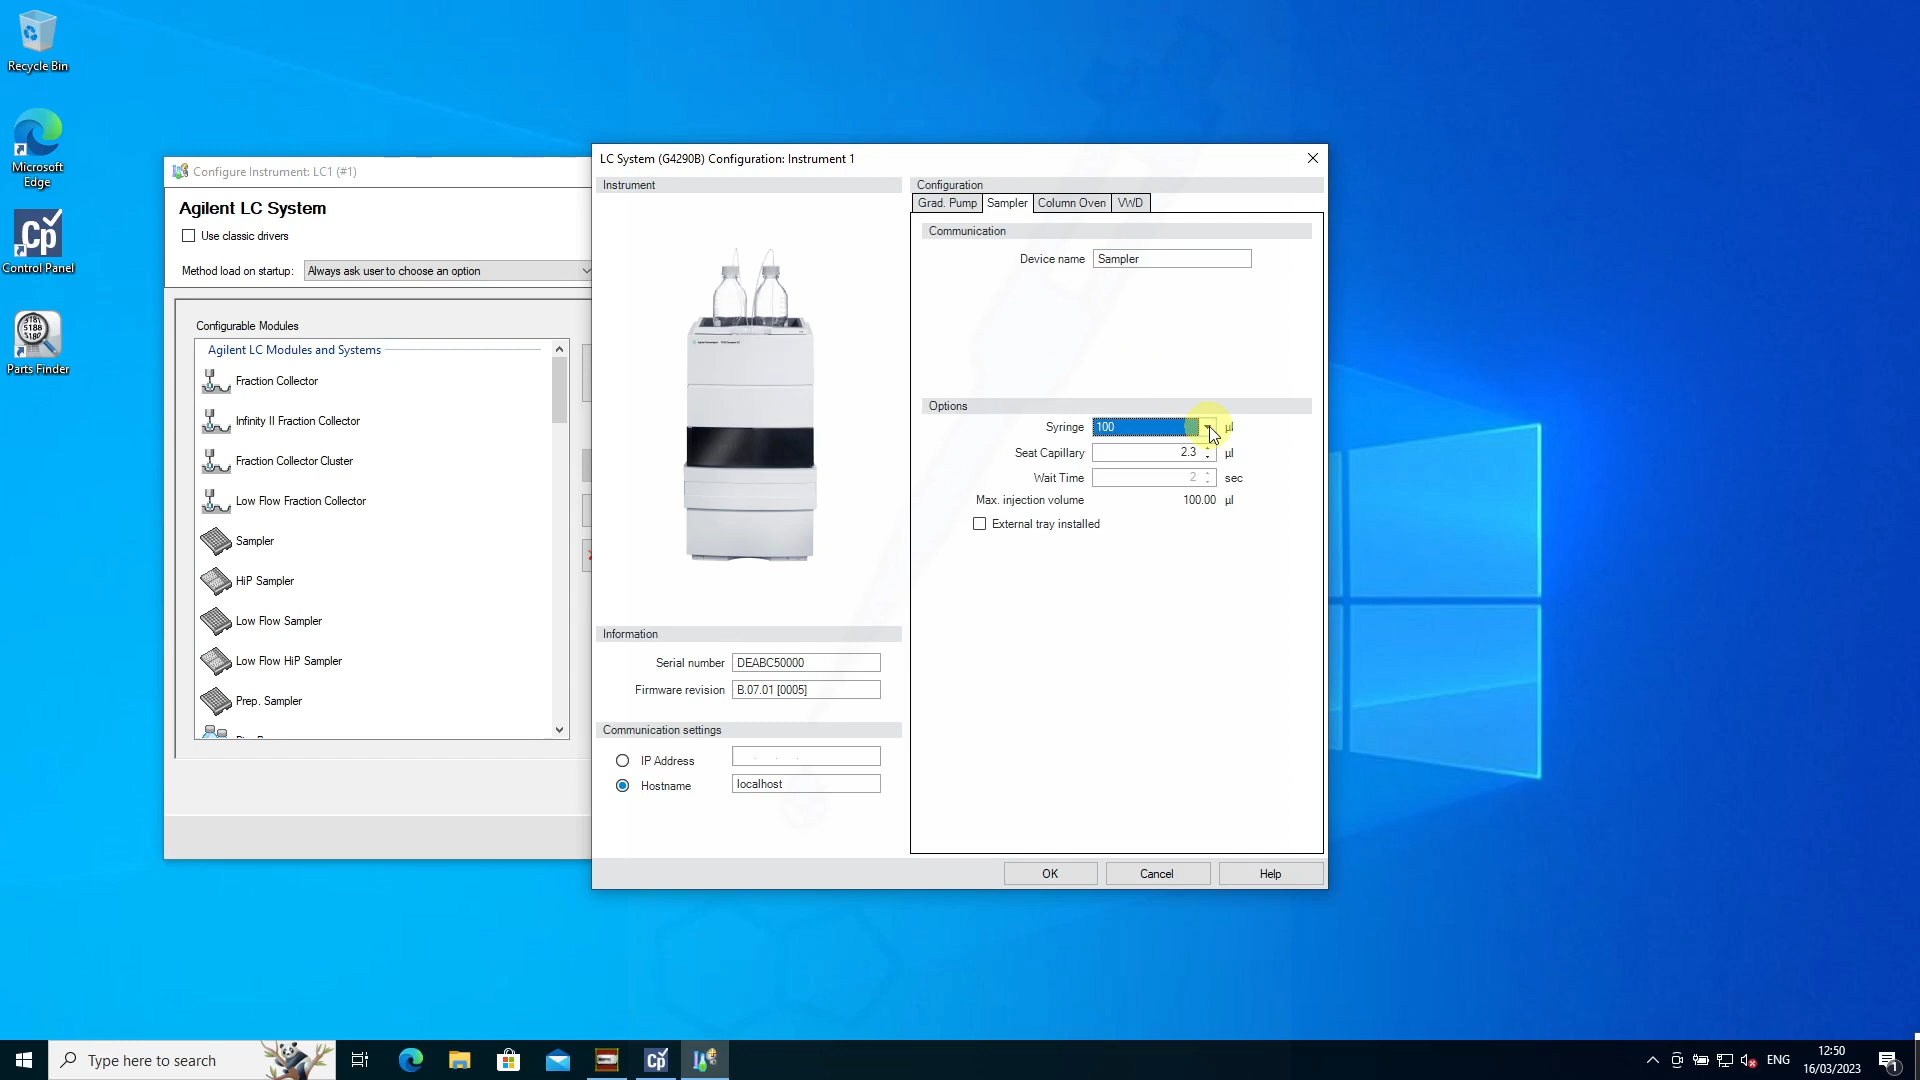 Recycle Bin
Microsoft
Edge
Cp
Control Panel
5181
5188
5180
Parts Finder
Configure Instrument: LC1 (#1)
Agilent LC System
Use classic drivers
Method load on startup: Always ask user to choose an option
Configurable Modules
Agilent LC Modules and Systems
Fraction Collector
Infinity II Fraction Collector
Fraction Collector Cluster
Low Flow Fraction Collector
Sampler
HiP Sampler
Low Flow Sampler
Low Flow HiP Sampler
Prep. Sampler
LC System (G4290B) Configuration: Instrument 1
Instrument
Information
Serial number DEABC50000
Firmware revision B.07.01 [0005]
Communication settings
IP Address . . .
Hostname localhost
Configuration
Grad. Pump Sampler Column Oven VWD
Communication
Device name Sampler
Options
Syringe 100 µl
Seat Capillary 2.3 µl
Wait Time 2 sec
Max. injection volume 100.00 µl
External tray installed
OK Cancel Help
Type here to search
Cp
ENG
12:50
16/03/2023
1